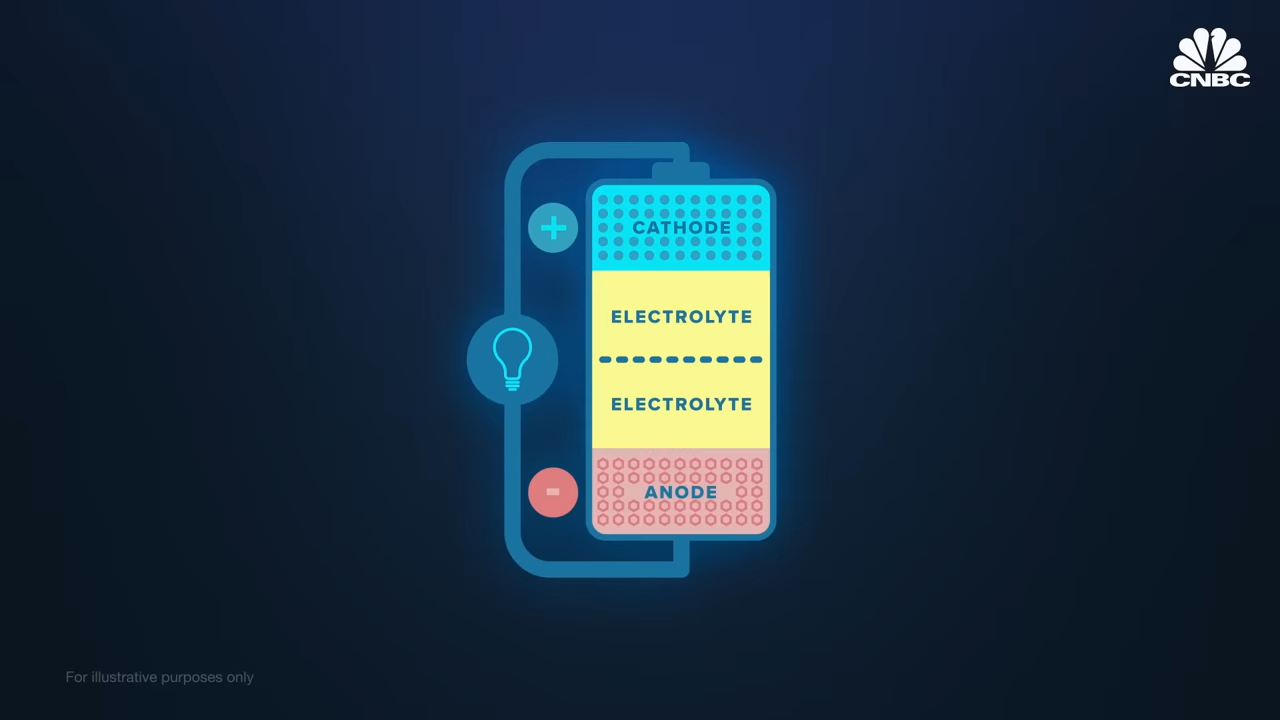 CNBC
+
CATHODE
ELECTROLYTE
ELECTROLYTE
-
ANODE
For illustrative purposes only